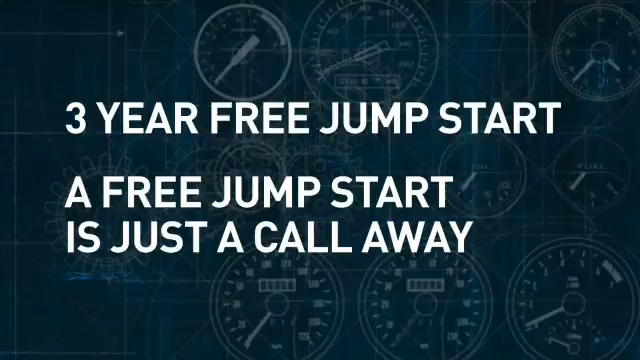 3 YEAR FREE JUMP START
A FREE JUMP START
IS JUST A CALL AWAY